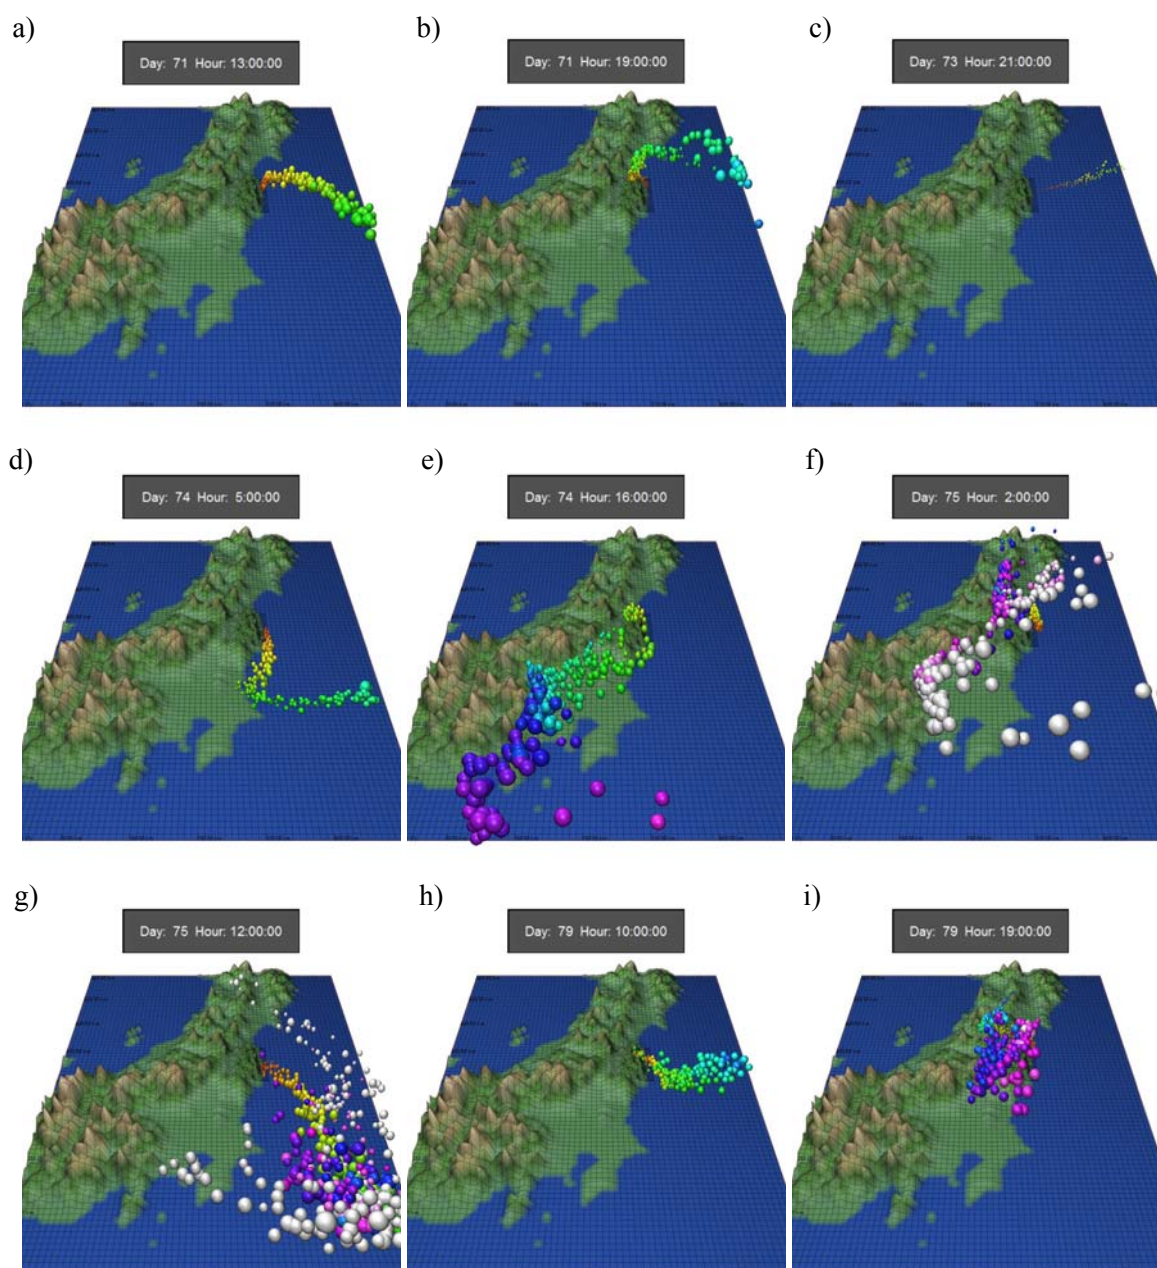 a)
b)
c)
Day: 71 Hour: 13:00:00
Day: 71 Hour: 19:00:00
Day: 73 Hour: 21:00:00
d)
e)
f)
Day: 74 Hour: 5:00:00
Day: 74 Hour: 16:00:00
Day: 75 Hour: 2:00:00
g)
h)
i)
Day: 75 Hour: 12:00:00
Day: 79 Hour: 10:00:00
Day: 79 Hour: 19:00:00